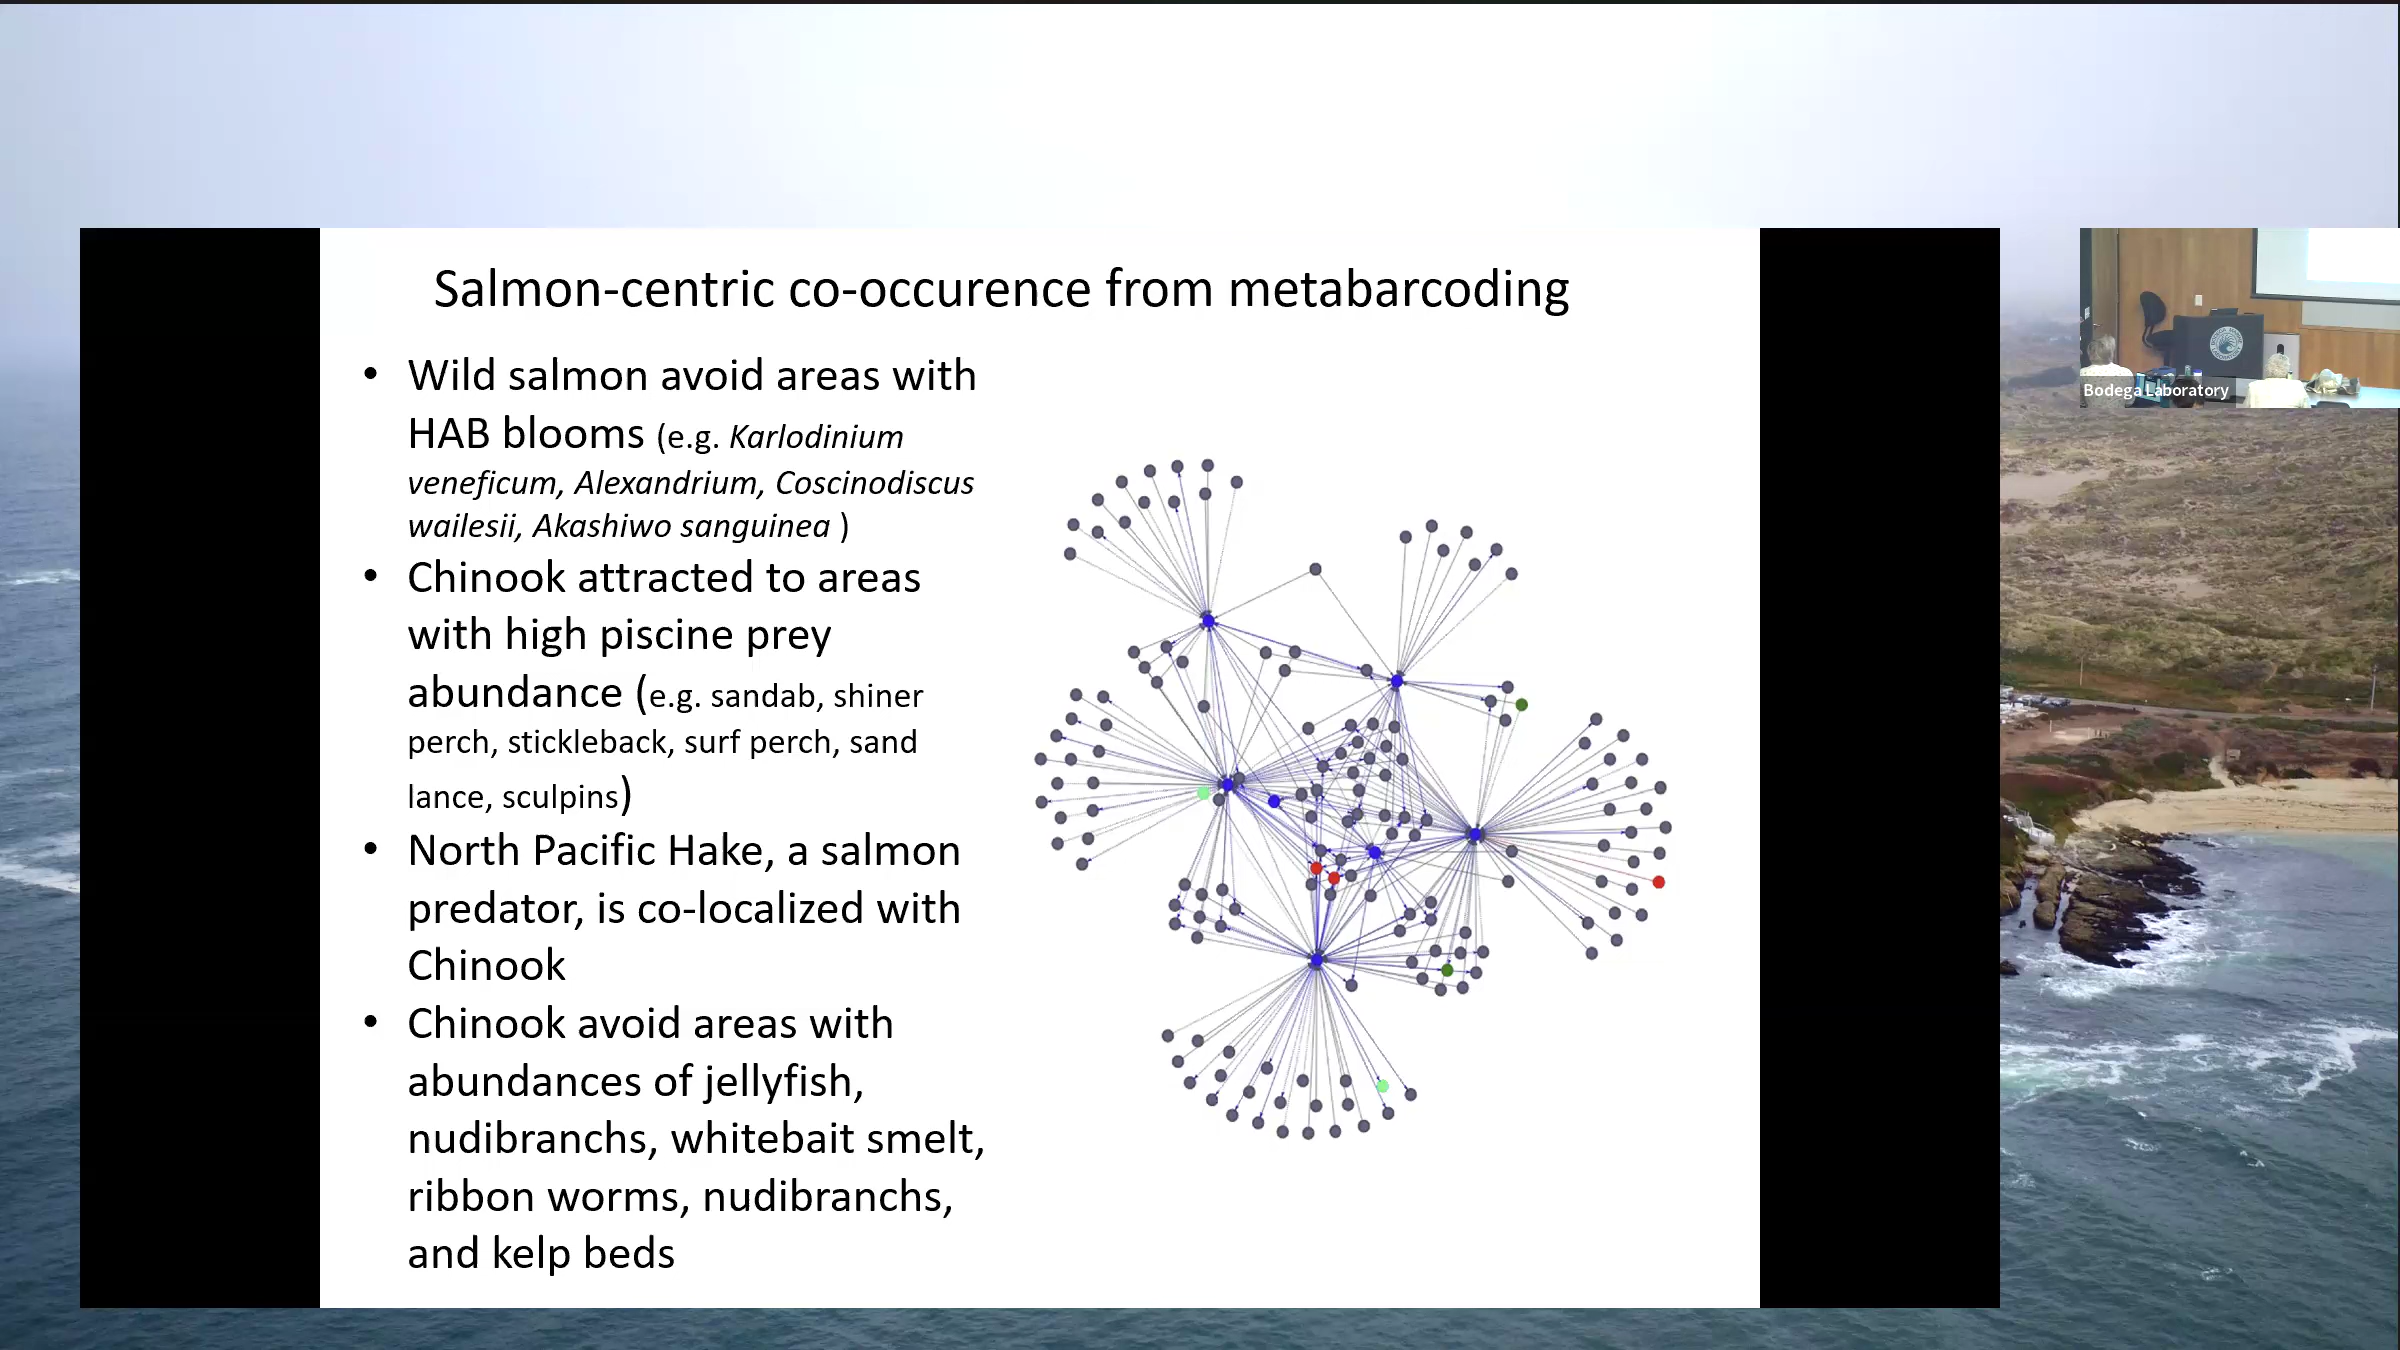 Salmon-centric co-occurence from metabarcoding
• Wild salmon avoid areas with
HAB blooms (e.g. Karlodinium
veneficum, Alexandrium, Coscinodiscus
wailesii, Akashiwo sanguinea )
• Chinook attracted to areas
with high piscine prey
abundance (e.g. sandab, shiner
perch, stickleback, surf perch, sand
lance, sculpins)
• North Pacific Hake, a salmon
predator, is co-localized with
Chinook
• Chinook avoid areas with
abundances of jellyfish,
nudibranchs, whitebait smelt,
ribbon worms, nudibranchs,
and kelp beds
Bodega Laboratory